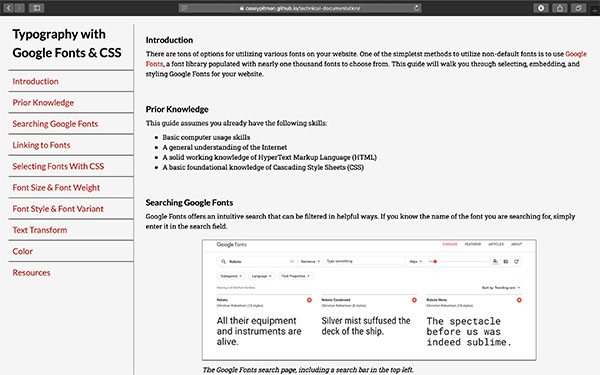 caseypitman.github.io/technical-documentation/
Typography with
Google Fonts & CSS
Introduction
Prior Knowledge
Searching Google Fonts
Linking to Fonts
Selecting Fonts With CSS
Font Size & Font Weight
Font Style & Font Variant
Text Transform
Color
Resources
Introduction
There are tons of options for utilizing various fonts on your website. One of the simpletst methods to utilize non-default fonts is to use Google
Fonts, a font library populated with nearly one thousand fonts to choose from. This guide will walk you through selecting, embedding, and
styling Google Fonts for your website.
Prior Knowledge
This guide assumes you already have the following skills:
Basic computer usage skills
A general understanding of the Internet
A solid working knowledge of HyperText Markup Language (HTML)
A basic foundational knowledge of Cascading Style Sheets (CSS)
Searching Google Fonts
Google Fonts offers an intuitive search that can be filtered in helpful ways. If you know the name of the font you are searching for, simply
enter it in the search field.
Google Fonts EXPLORE FEATURED ARTICLES ABOUT
Roboto Sentence Type something 40px
Categories Language Font Properties
Sort by: Trending
Roboto Roboto Condensed Roboto Mono
Christian Robertson (12 styles) Christian Robertson (6 styles) Christian Robertson (10 styles)
All their equipment Silver mist suffused the The spectacle
and instruments are deck of the ship. before us was
alive. indeed sublime.
The Google Fonts search page, including a search bar in the top left.